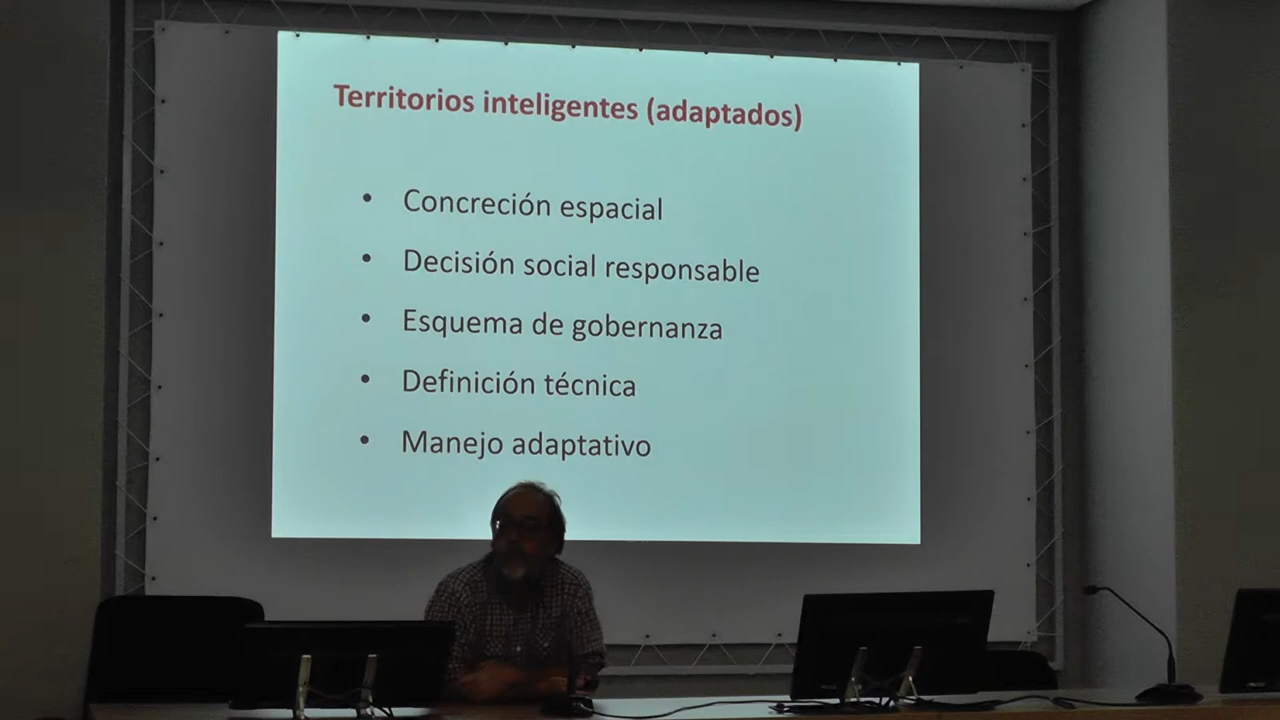 Territorios inteligentes (adaptados)
• Concreción espacial
• Decisión social responsable
• Esquema de gobernanza
• Definición técnica
• Manejo adaptativo